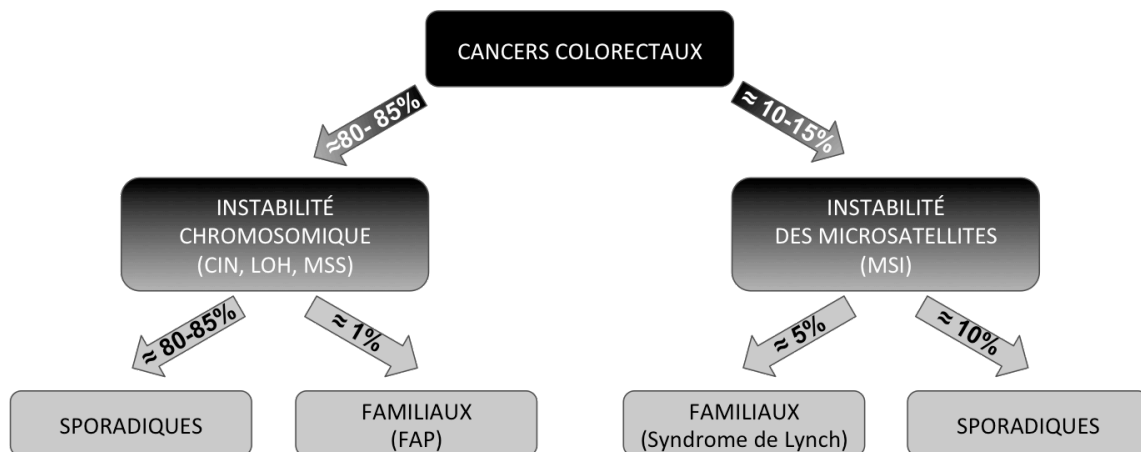 CANCERS COLORECTAUX
≈80- 85%
≈ 10-15%
INSTABILITÉ
CHROMOSOMIQUE
(CIN, LOH, MSS)
INSTABILITÉ
DES MICROSATELLITES
(MSI)
≈ 80-85%
≈ 1%
≈ 5%
≈ 10%
SPORADIQUES
FAMILIAUX
(FAP)
FAMILIAUX
(Syndrome de Lynch)
SPORADIQUES